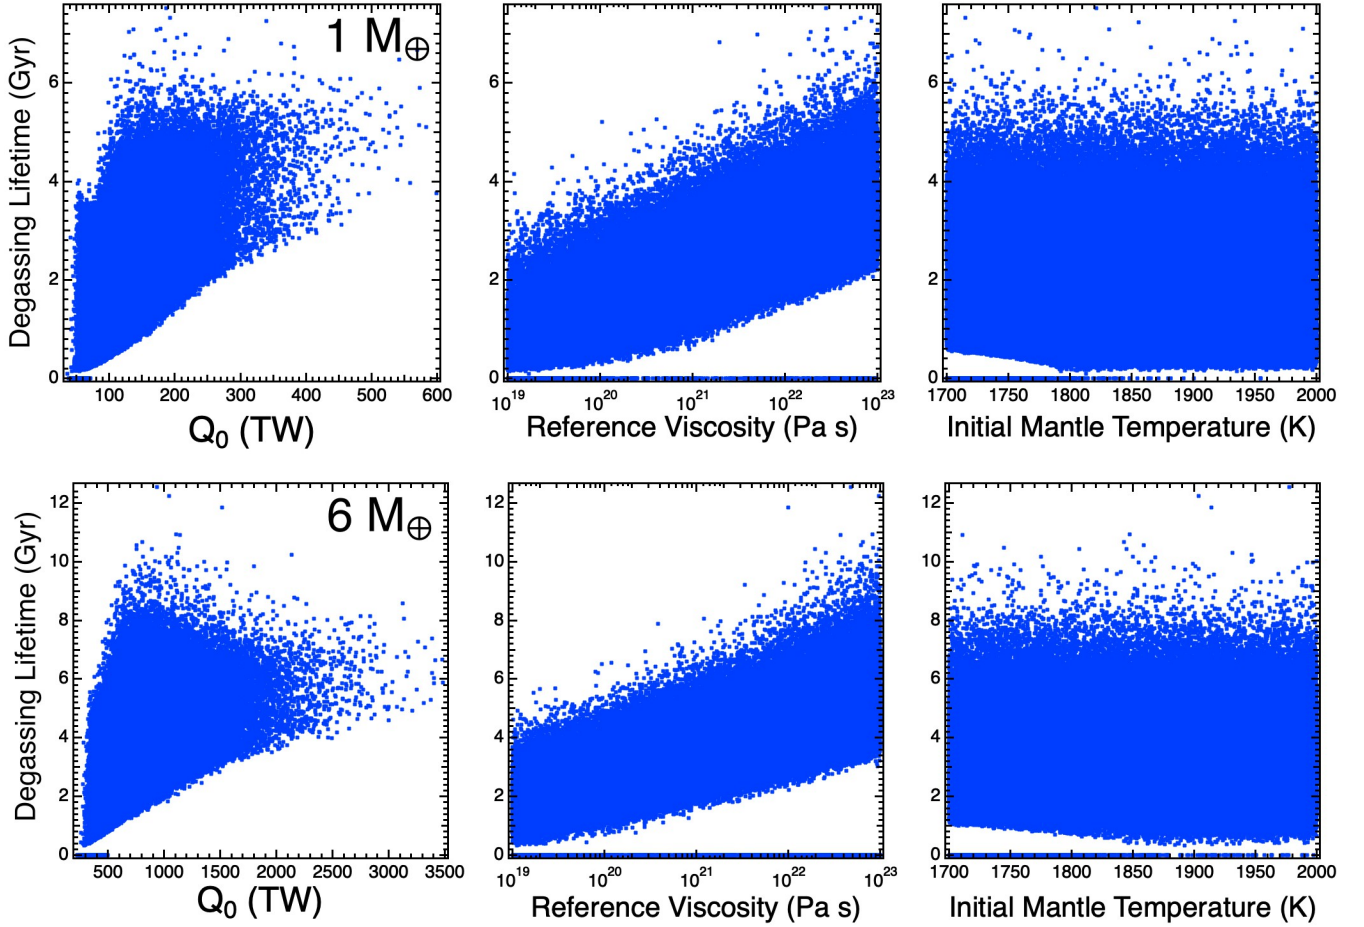 1 M⊕
Degassing Lifetime (Gyr)
6
4
2
0
100 200 300 400 500 600
Q₀ (TW)
6
4
2
0
10¹⁹ 10²⁰ 10²¹ 10²² 10²³
Reference Viscosity (Pa s)
6
4
2
0
1700 1750 1800 1850 1900 1950 2000
Initial Mantle Temperature (K)
6 M⊕
Degassing Lifetime (Gyr)
12
10
8
6
4
2
0
500 1000 1500 2000 2500 3000 3500
Q₀ (TW)
12
10
8
6
4
2
0
10¹⁹ 10²⁰ 10²¹ 10²² 10²³
Reference Viscosity (Pa s)
12
10
8
6
4
2
0
1700 1750 1800 1850 1900 1950 2000
Initial Mantle Temperature (K)